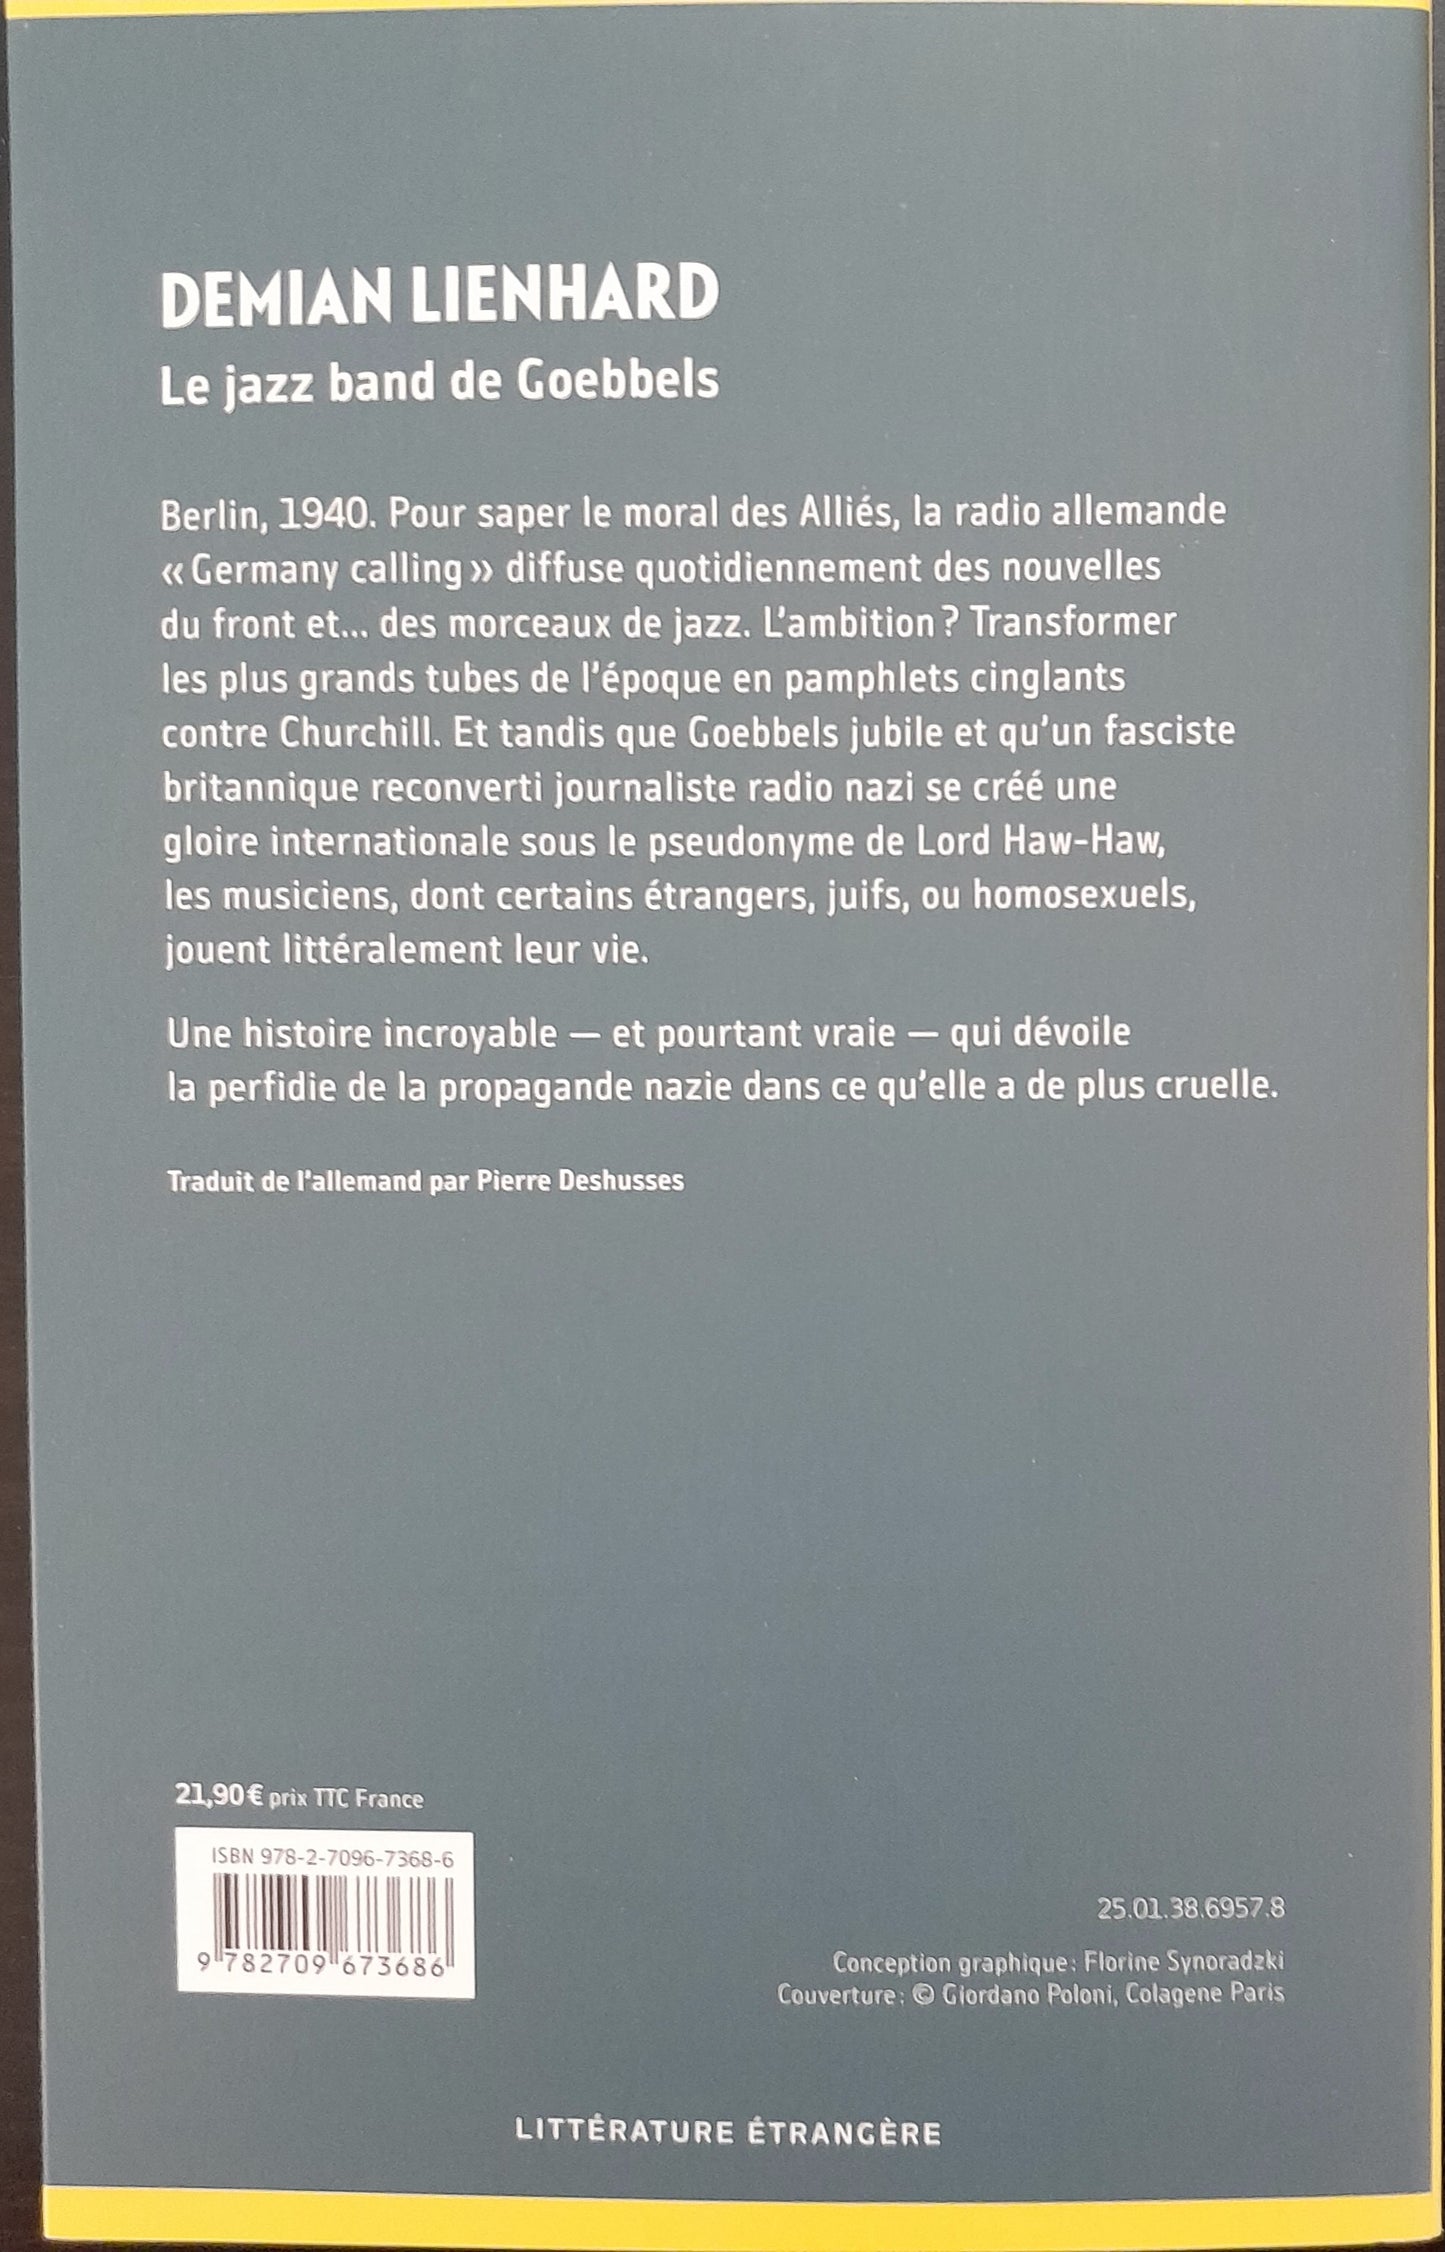 DEMIAN LIENHARD
Le jazz band de Goebbels
Berlin, 1940. Pour saper le moral des Alliés, la radio allemande
« Germany calling » diffuse quotidiennement des nouvelles
du front et... des morceaux de jazz. L'ambition ? Transformer
les plus grands tubes de l'époque en pamphlets cinglants
contre Churchill. Et tandis que Goebbels jubile et qu'un fasciste
britannique reconverti journaliste radio nazi se créé une
gloire internationale sous le pseudonyme de Lord Haw-Haw,
les musiciens, dont certains étrangers, juifs, ou homosexuels,
jouent littéralement leur vie.
Une histoire incroyable — et pourtant vraie — qui dévoile
la perfidie de la propagande nazie dans ce qu'elle a de plus cruelle.
Traduit de l'allemand par Pierre Deshusses
21,90 € prix TTC France
ISBN 978-2-7096-7368-6
9 782709 673686
25.01.38.6957.8
Conception graphique : Florine Synoradzki
Couverture : © Giordano Poloni, Colagene Paris
LITTÉRATURE ÉTRANGÈRE